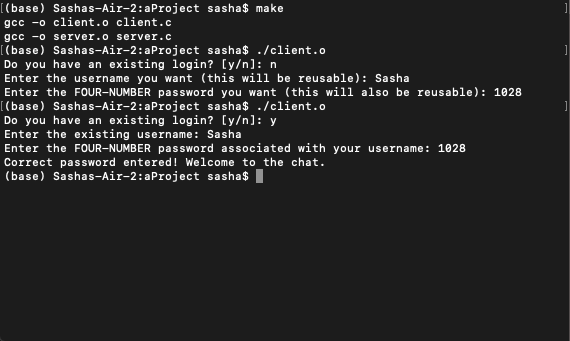 [(base) Sashas-Air-2:aProject sasha$ make ]
gcc -o client.o client.c
gcc -o server.o server.c
[(base) Sashas-Air-2:aProject sasha$ ./client.o ]
Do you have an existing login? [y/n]: n
Enter the username you want (this will be reusable): Sasha
Enter the FOUR-NUMBER password you want (this will also be reusable): 1028
[(base) Sashas-Air-2:aProject sasha$ ./client.o ]
Do you have an existing login? [y/n]: y
Enter the existing username: Sasha
Enter the FOUR-NUMBER password associated with your username: 1028
Correct password entered! Welcome to the chat.
(base) Sashas-Air-2:aProject sasha$